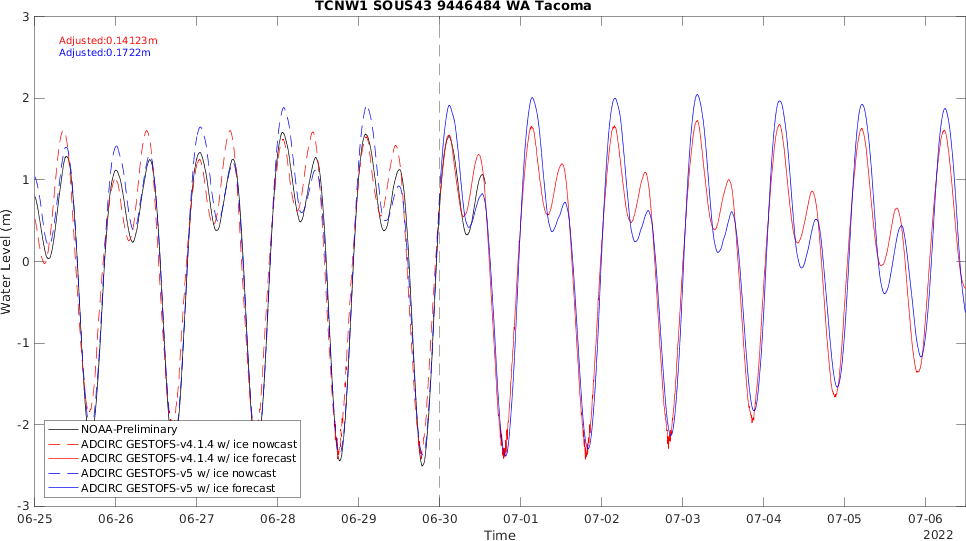 TCNW1 SOUS43 9446484 WA Tacoma
Adjusted:0.14123m
Adjusted:0.1722m
3
2
1
0
-1
-2
-3
Water Level (m)
NOAA-Preliminary
ADCIRC GESTOFS-v4.1.4 w/ ice nowcast
ADCIRC GESTOFS-v4.1.4 w/ ice forecast
ADCIRC GESTOFS-v5 w/ ice nowcast
ADCIRC GESTOFS-v5 w/ ice forecast
06-25 06-26 06-27 06-28 06-29 06-30 07-01 07-02 07-03 07-04 07-05 07-06
Time
2022